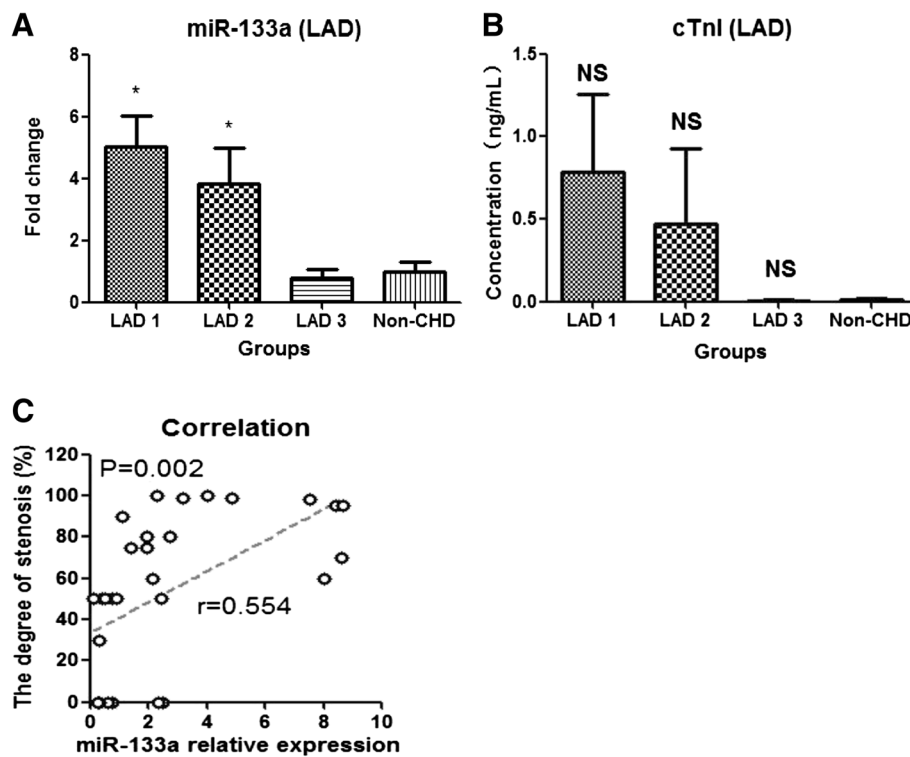 A
miR-133a (LAD)
Fold change
8
6
4
2
0
*
*
LAD 1 LAD 2 LAD 3 Non-CHD
Groups
B
cTnI (LAD)
Concentration (ng/mL)
1.5
1.0
0.5
0.0
NS
NS
NS
LAD 1 LAD 2 LAD 3 Non-CHD
Groups
C
Correlation
The degree of stenosis (%)
120
100
80
60
40
20
0
P=0.002
r=0.554
0 2 4 6 8 10
miR-133a relative expression